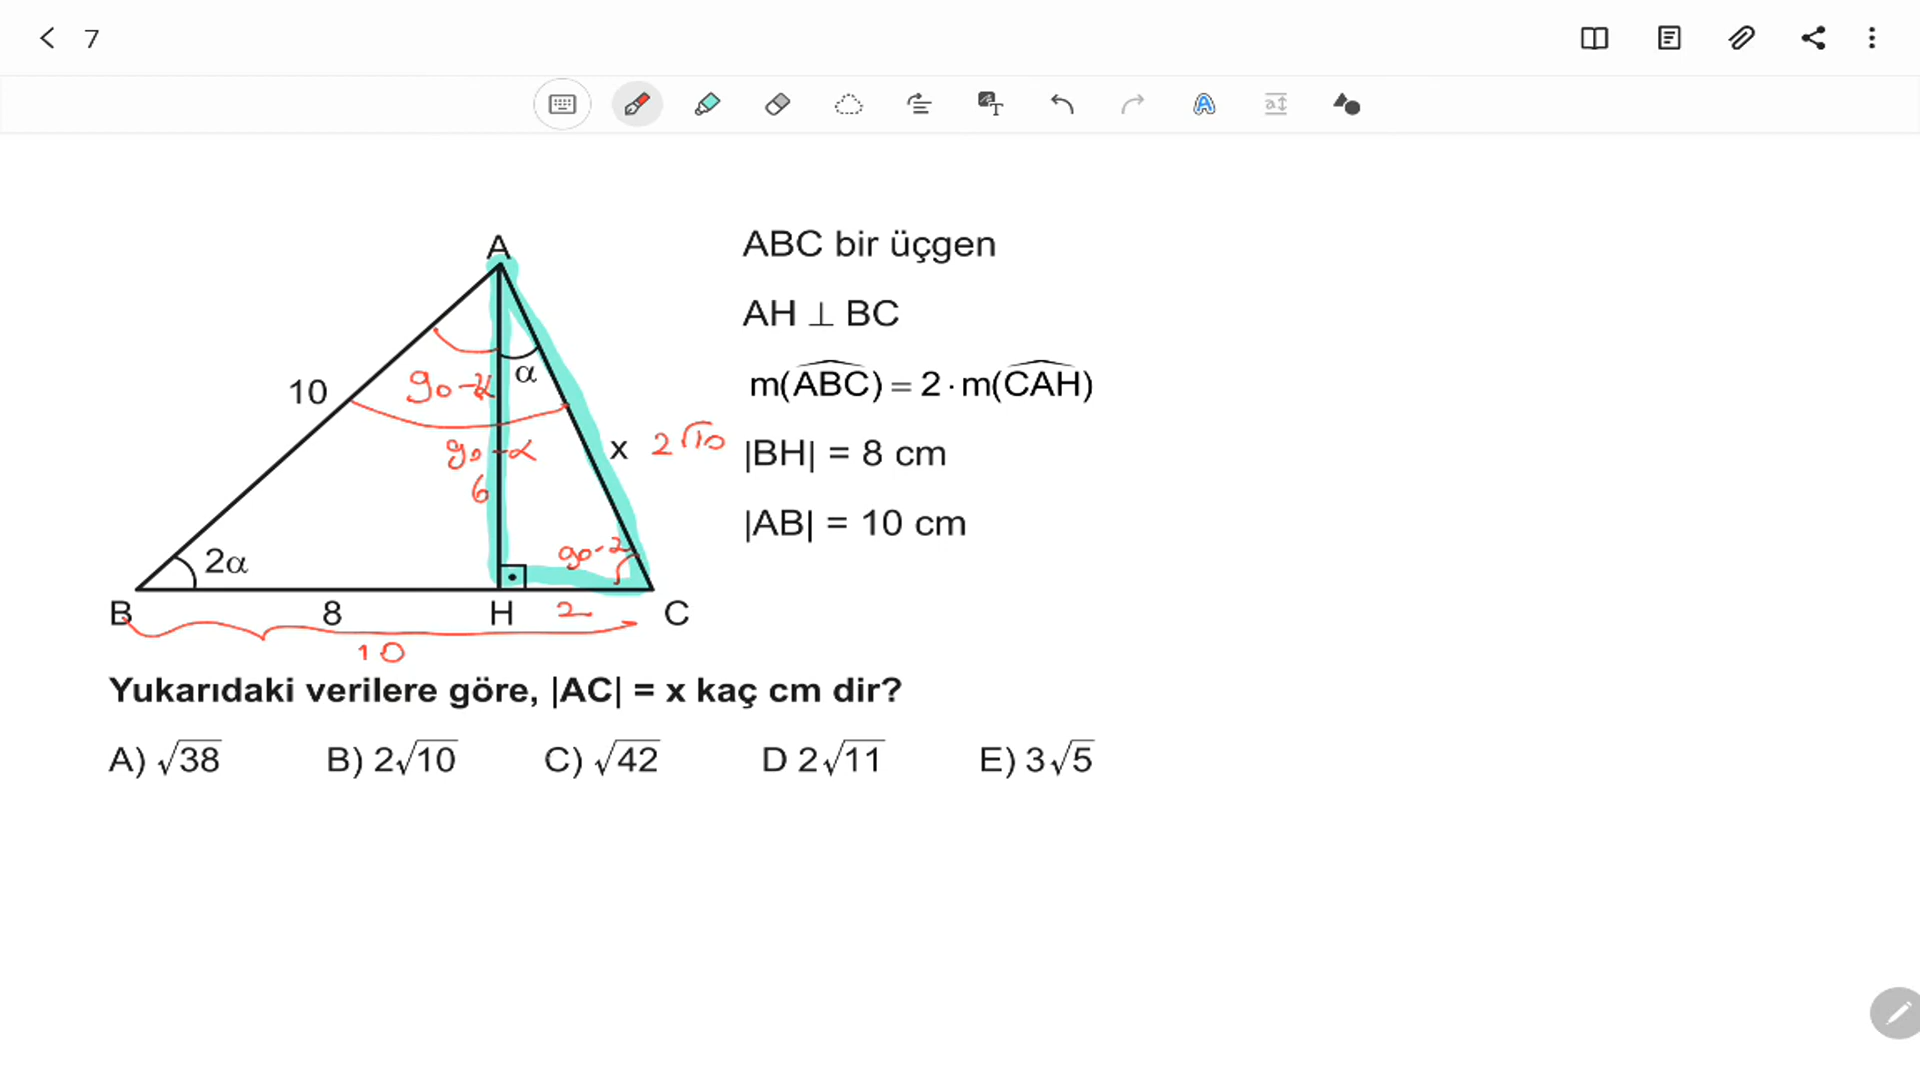 7
A
ABC bir üçgen
AH ⊥ BC
m(ABC) = 2 · m(CAH)
10
90-2α
α
90-α
x
2√10
|BH| = 8 cm
6
|AB| = 10 cm
2α
90-α
B
8
H
2
C
10
Yukarıdaki verilere göre, |AC| = x kaç cm dir?
A) √38 B) 2√10 C) √42 D 2√11 E) 3√5